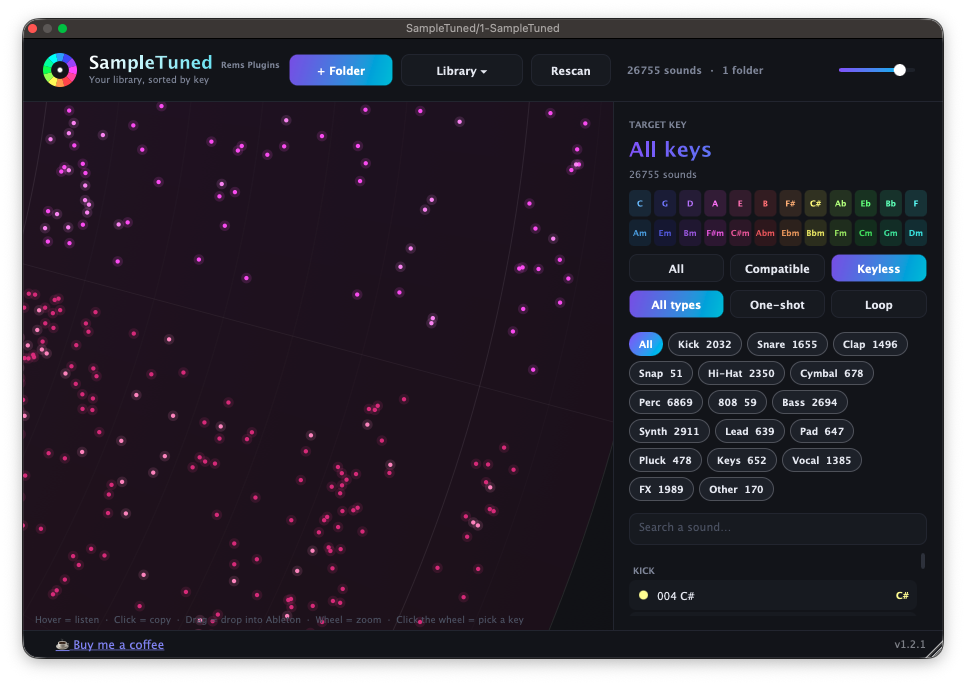 SampleTuned/1-SampleTuned
SampleTuned Rems Plugins
Your library, sorted by key
+ Folder
Library
Rescan
26755 sounds · 1 folder
TARGET KEY
All keys
26755 sounds
C G D A E B F# C# Ab Eb Bb F
Am Em Bm F#m C#m Abm Ebm Bbm Fm Cm Gm Dm
All Compatible Keyless
All types One-shot Loop
All Kick 2032 Snare 1655 Clap 1496
Snap 51 Hi-Hat 2350 Cymbal 678
Perc 6869 808 59 Bass 2694
Synth 2911 Lead 639 Pad 647
Pluck 478 Keys 652 Vocal 1385
FX 1989 Other 170
Search a sound...
KICK
004 C# C#
Hover = listen · Click = copy · Drag = drop into Ableton · Wheel = zoom · Click the wheel = pick a key
☕ Buy me a coffee
v1.2.1